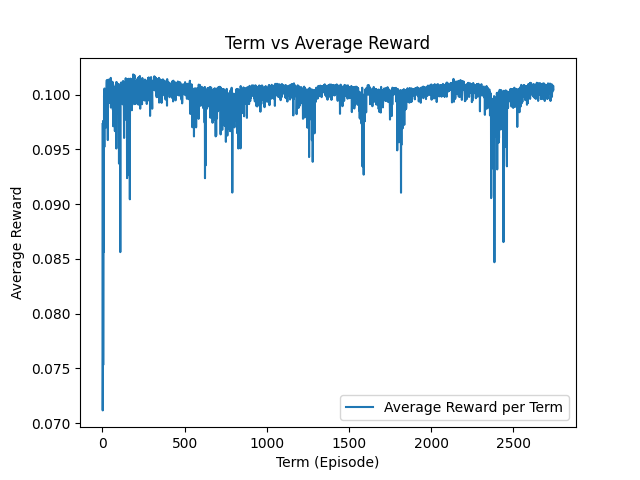 Term vs Average Reward
0.100
0.095
0.090
0.085
0.080
0.075
0.070
Average Reward
Average Reward per Term
0 500 1000 1500 2000 2500
Term (Episode)